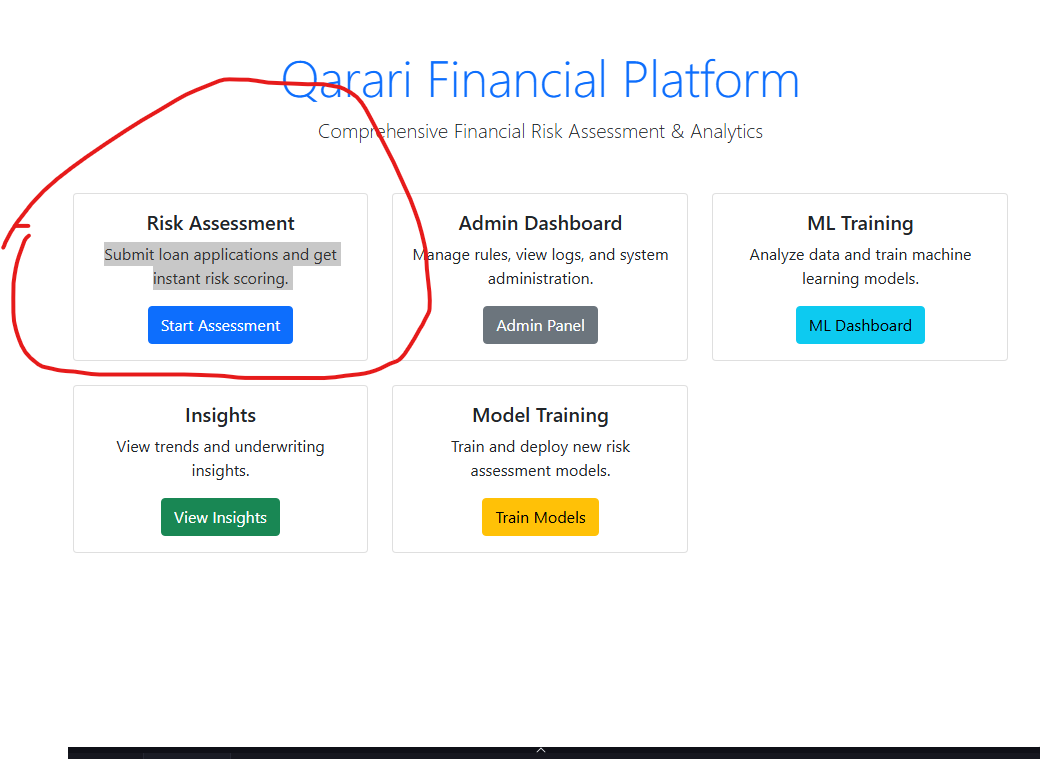 Qarari Financial Platform
Comprehensive Financial Risk Assessment & Analytics
Risk Assessment
Submit loan applications and get
instant risk scoring.
Start Assessment
Admin Dashboard
Manage rules, view logs, and system
administration.
Admin Panel
ML Training
Analyze data and train machine
learning models.
ML Dashboard
Insights
View trends and underwriting
insights.
View Insights
Model Training
Train and deploy new risk
assessment models.
Train Models